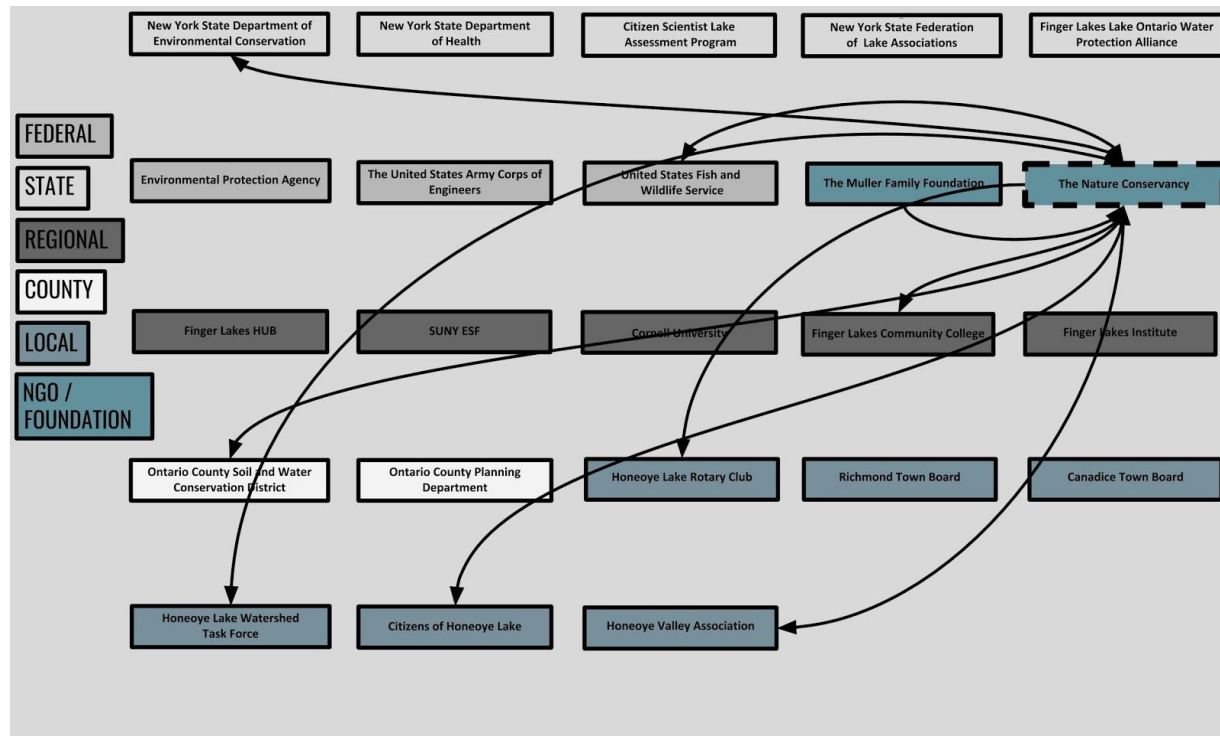 New York State Department of
Environmental Conservation
New York State Department
of Health
Citizen Scientist Lake
Assessment Program
New York State Federation
of Lake Associations
Finger Lakes Lake Ontario Water
Protection Alliance
FEDERAL
STATE
REGIONAL
COUNTY
LOCAL
NGO /
FOUNDATION
Environmental Protection Agency
The United States Army Corps of
Engineers
United States Fish and
Wildlife Service
The Muller Family Foundation
The Nature Conservancy
Finger Lakes HUB
SUNY ESF
Cornell University
Finger Lakes Community College
Finger Lakes Institute
Ontario County Soil and Water
Conservation District
Ontario County Planning
Department
Honeoye Lake Rotary Club
Richmond Town Board
Canadice Town Board
Honeoye Lake Watershed
Task Force
Citizens of Honeoye Lake
Honeoye Valley Association